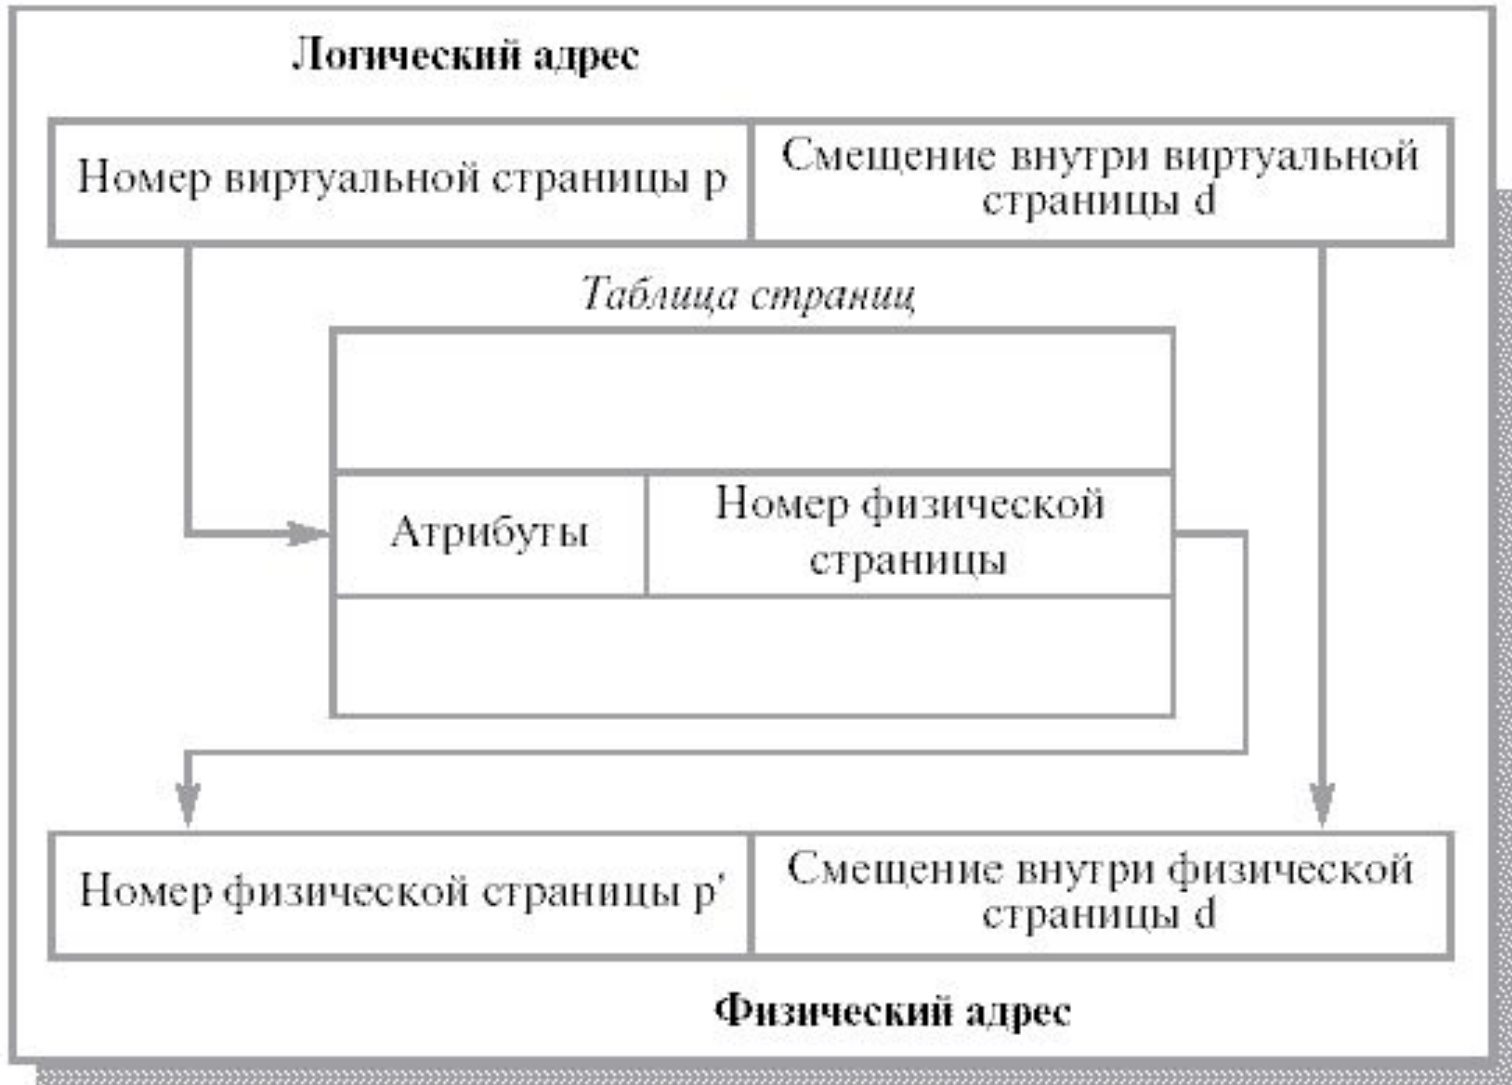 Логический адрес
Номер виртуальной страницы p
Смещение внутри виртуальной
страницы d
Таблица страниц
Атрибуты
Номер физической
страницы
Номер физической страницы p'
Смещение внутри физической
страницы d
Физический адрес